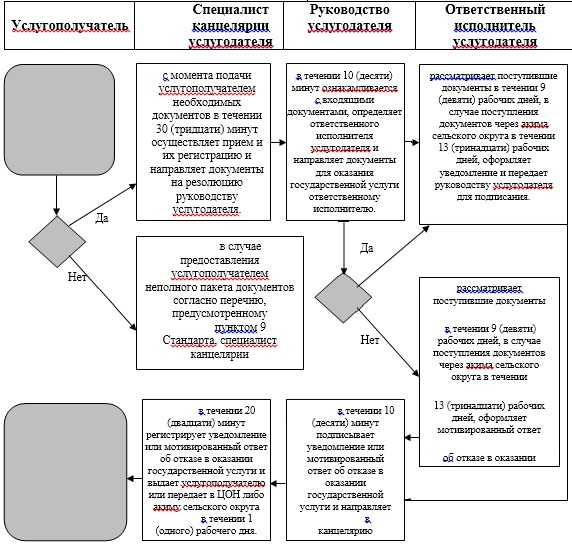 Услугополучатель
Специалист
канцелярии
услугодателя
Руководство
услугодателя
Ответственный
исполнитель
услугодателя
с момента подачи
услугополучателем
необходимых
документов в течении
30 (тридцати) минут
осуществляет прием и
их регистрацию и
направляет документы
на резолюцию
руководству
услугодателя.
в течении 10 (десяти)
минут ознакамливается
с входящими
документами, определяет
ответственного
исполнителя
услугодателя и
направляет документы
для оказания
государственной услуги
ответственному
исполнителю.
рассматривает поступившие
документы в течении 9
(девяти) рабочих дней, в
случае поступления
документов через акима
сельского округа в течении
13 (тринадцати) рабочих
дней, оформляет
уведомление и передает
руководству услугодателя
для подписания.
Да
Нет
в случае
предоставления
услугополучателем
неполного пакета документов
согласно перечню,
предусмотренному
пунктом 9
Стандарта, специалист
канцелярии
Да
Нет
рассматривает
поступившие документы
в течении 9 (девяти)
рабочих дней, в случае
поступления документов
через акима сельского
округа в течении
13 (тринадцати) рабочих
дней, оформляет
мотивированный ответ
об отказе в оказании
в течении 20
(двадцати) минут
регистрирует уведомление
или мотивированный ответ
об отказе в оказании
государственной услуги и
выдает услугополучателю
или передает в ЦОН либо
акиму сельского округа
в течении 1
(одного) рабочего дня.
в течении 10
(десяти) минут
подписывает
уведомление или
мотивированный
ответ об отказе в
оказании
государственной
услуги и направляет
в
канцелярию